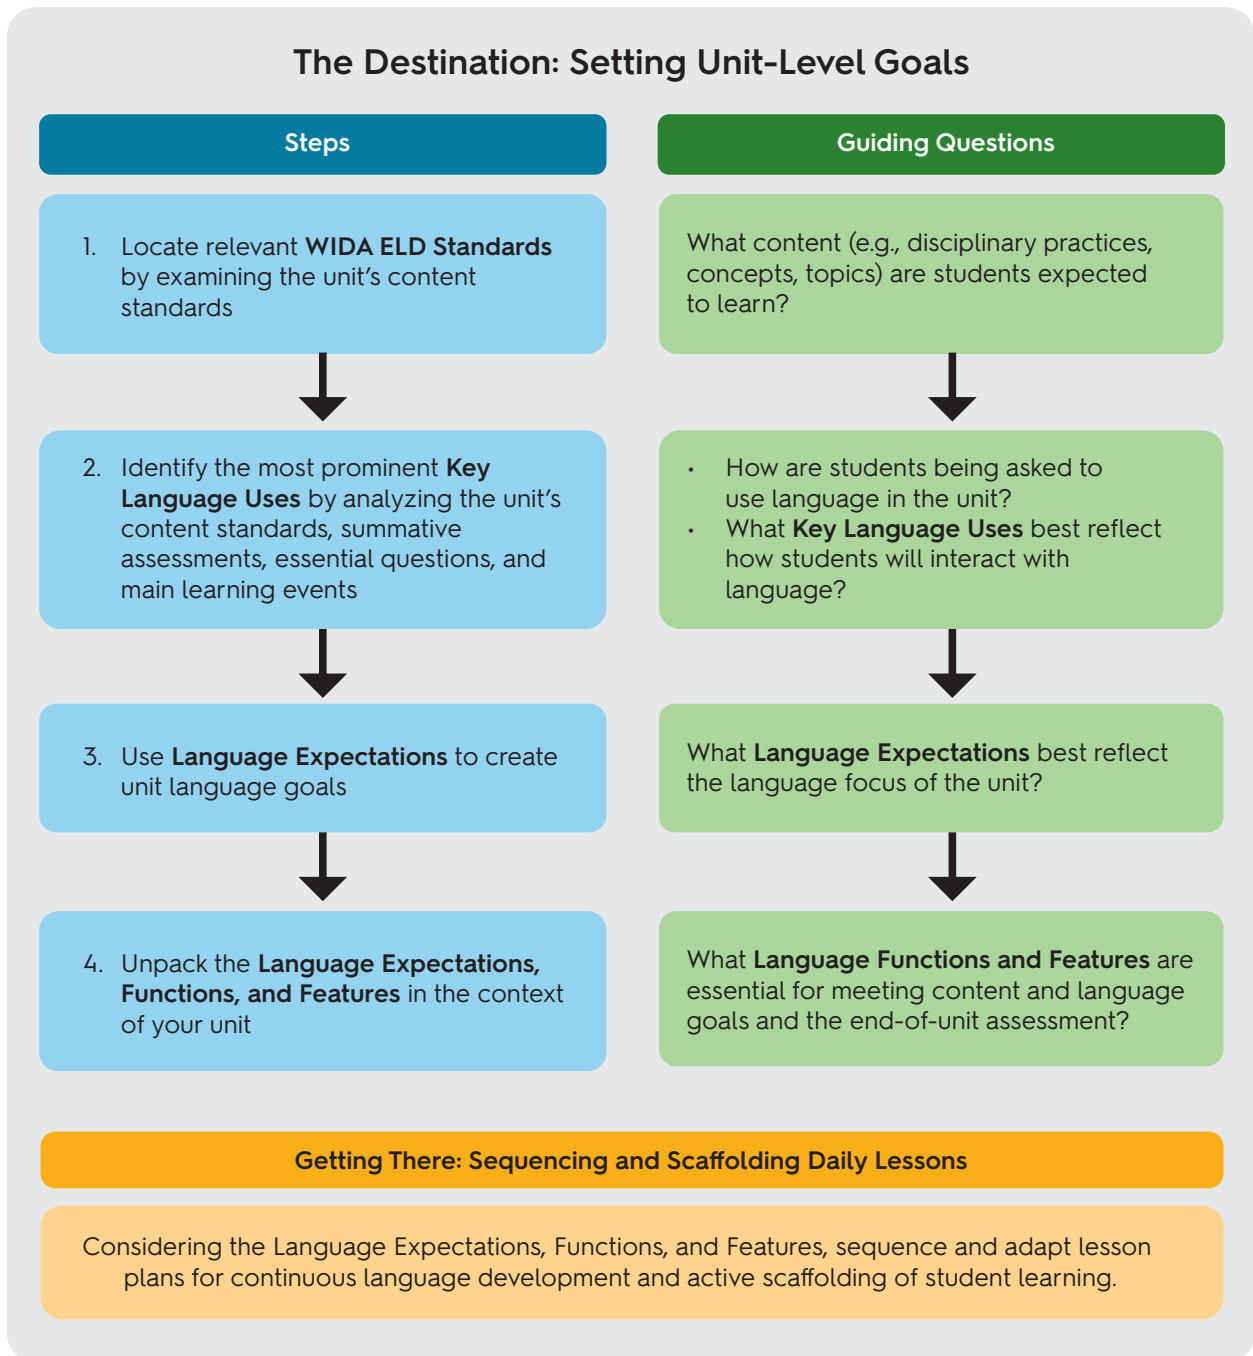 The Destination: Setting Unit-Level Goals
Steps
Guiding Questions
1. Locate relevant WIDA ELD Standards
by examining the unit's content
standards
What content (e.g., disciplinary practices,
concepts, topics) are students expected
to learn?
2. Identify the most prominent Key
Language Uses by analyzing the unit's
content standards, summative
assessments, essential questions, and
main learning events
• How are students being asked to
use language in the unit?
• What Key Language Uses best reflect
how students will interact with
language?
3. Use Language Expectations to create
unit language goals
What Language Expectations best reflect
the language focus of the unit?
4. Unpack the Language Expectations,
Functions, and Features in the context
of your unit
What Language Functions and Features are
essential for meeting content and language
goals and the end-of-unit assessment?
Getting There: Sequencing and Scaffolding Daily Lessons
Considering the Language Expectations, Functions, and Features, sequence and adapt lesson
plans for continuous language development and active scaffolding of student learning.